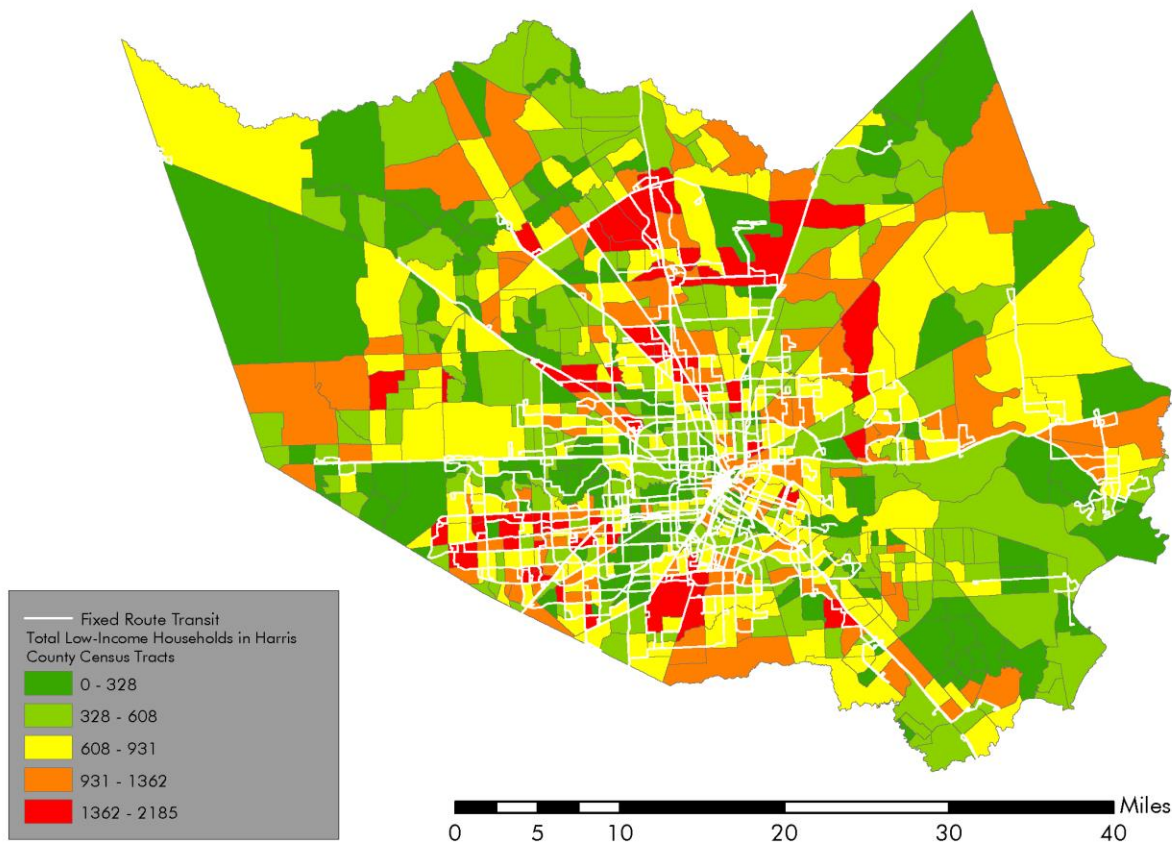 Fixed Route Transit
Total Low-Income Households in Harris
County Census Tracts
0 - 328
328 - 608
608 - 931
931 - 1362
1362 - 2185
Miles
0 5 10 20 30 40